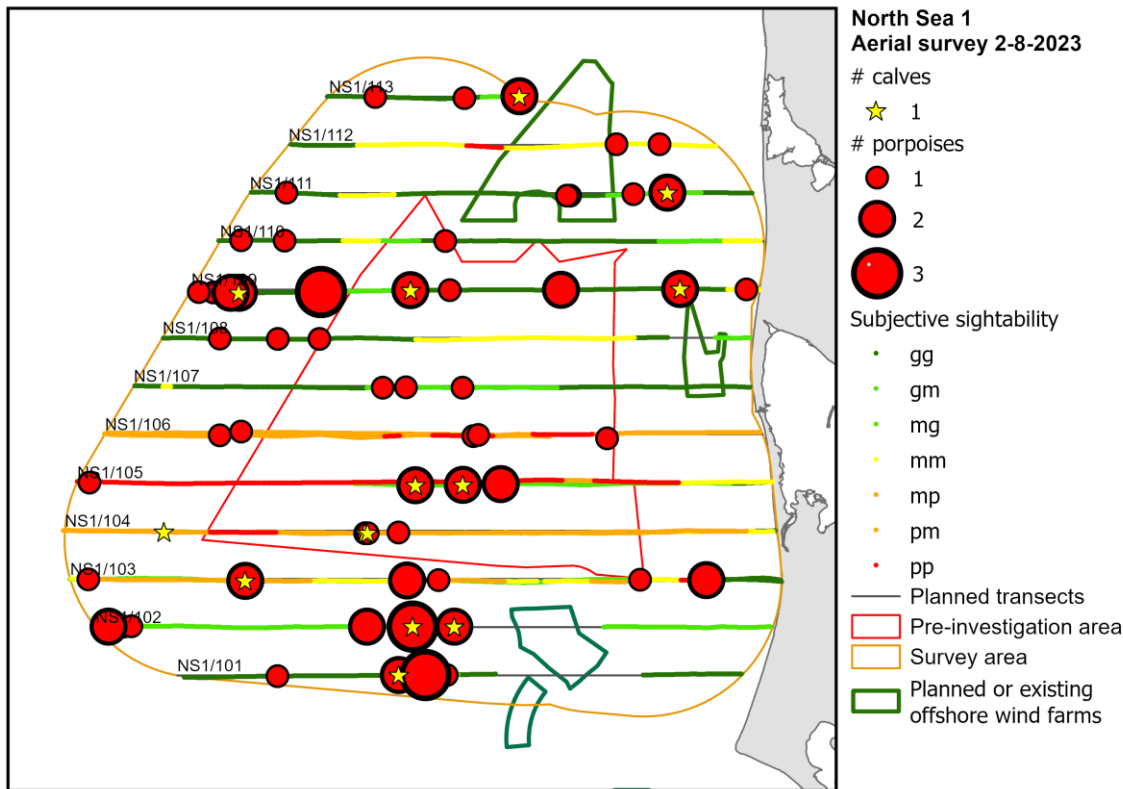 North Sea 1
Aerial survey 2-8-2023
# calves
1
# porpoises
1
2
3
Subjective sightability
gg
gm
mg
mm
mp
pm
pp
Planned transects
Pre-investigation area
Survey area
Planned or existing
offshore wind farms
NS1/113
NS1/112
NS1/111
NS1/110
NS1/109
NS1/108
NS1/107
NS1/106
NS1/105
NS1/104
NS1/103
NS1/102
NS1/101